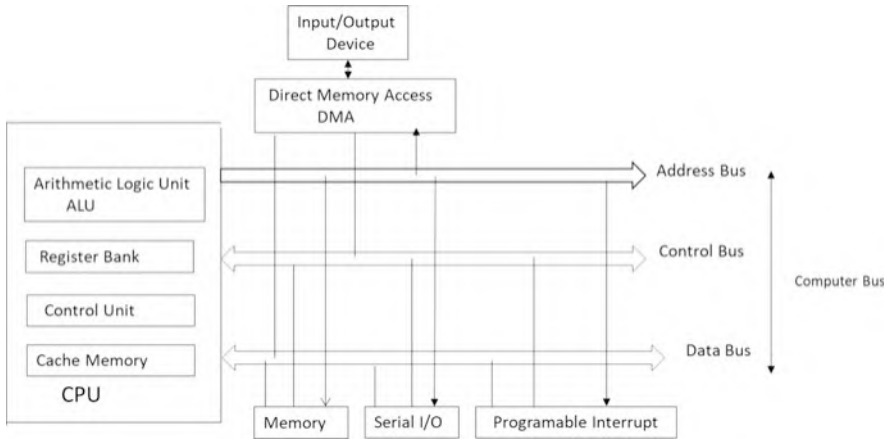 Input/Output
Device
Direct Memory Access
DMA
Arithmetic Logic Unit
ALU
Register Bank
Control Unit
Cache Memory
CPU
Address Bus
Control Bus
Computer Bus
Data Bus
Memory
Serial I/O
Programable Interrupt